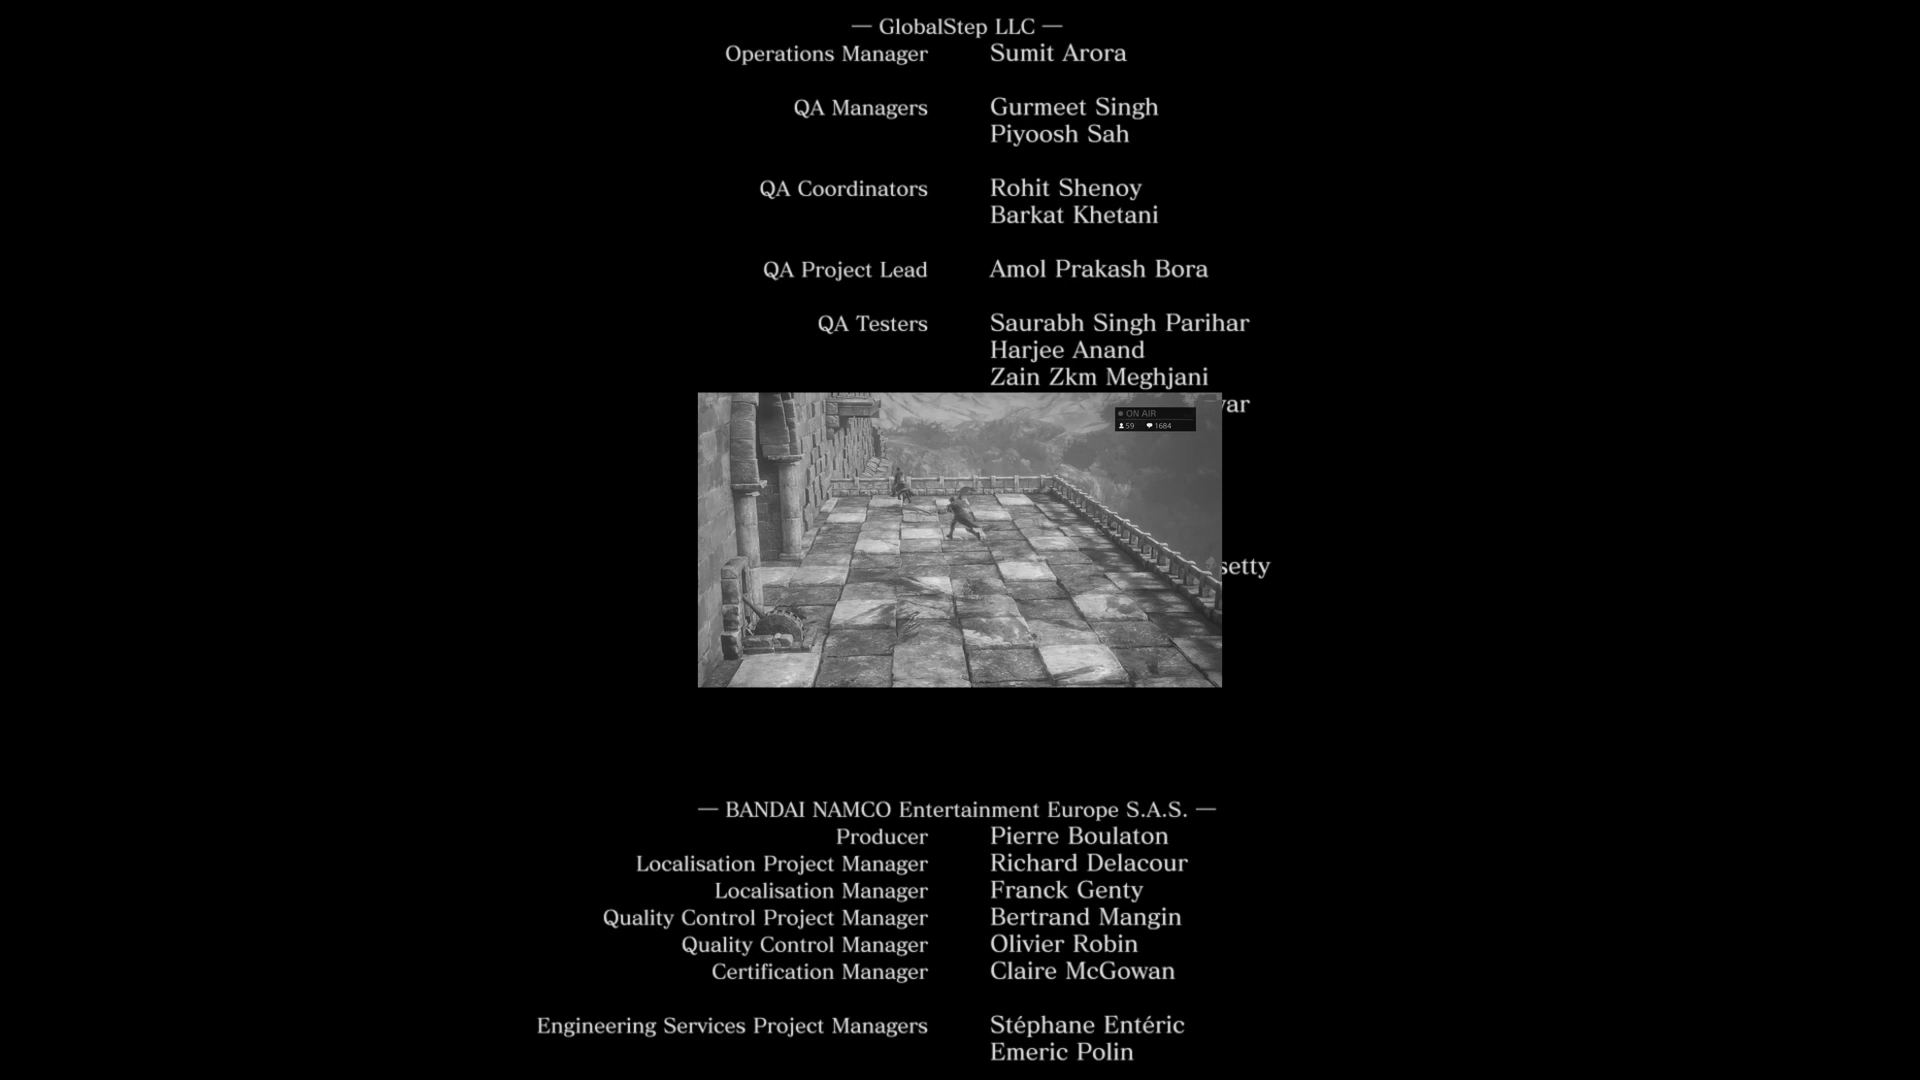 — GlobalStep LLC —
Operations Manager Sumit Arora
QA Managers Gurmeet Singh
Piyoosh Sah
QA Coordinators Rohit Shenoy
Barkat Khetani
QA Project Lead Amol Prakash Bora
QA Testers Saurabh Singh Parihar
Harjee Anand
Zain Zkm Meghjani
ON AIR
59 1684
— BANDAI NAMCO Entertainment Europe S.A.S. —
Producer Pierre Boulaton
Localisation Project Manager Richard Delacour
Localisation Manager Franck Genty
Quality Control Project Manager Bertrand Mangin
Quality Control Manager Olivier Robin
Certification Manager Claire McGowan
Engineering Services Project Managers Stéphane Entéric
Emeric Polin